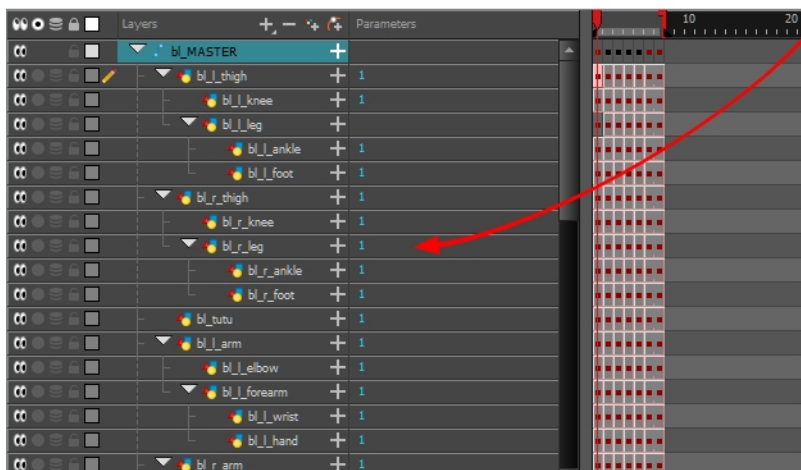 Layers Parameters 10 20
bl_MASTER
bl_l_thigh 1
bl_l_knee 1
bl_l_leg
bl_l_ankle 1
bl_l_foot 1
bl_r_thigh 1
bl_r_knee 1
bl_r_leg 1
bl_r_ankle 1
bl_r_foot 1
bl_tutu 1
bl_l_arm 1
bl_l_elbow 1
bl_l_forearm 1
bl_l_wrist 1
bl_l_hand 1
bl_r_arm 1